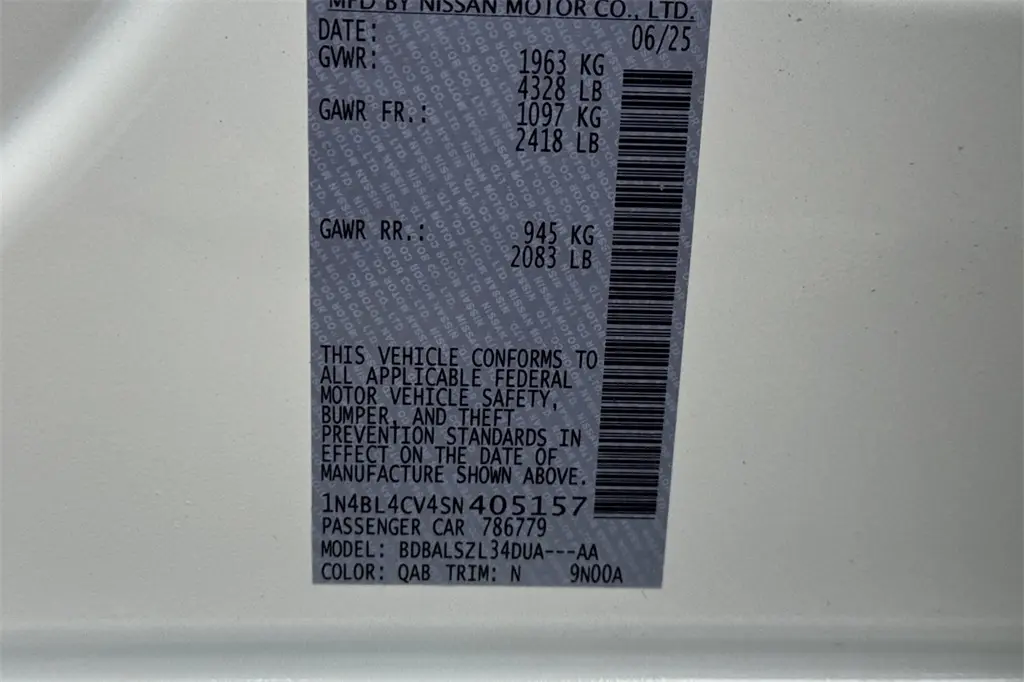 MFD BY NISSAN MOTOR CO., LTD.
DATE: 06/25
GVWR: 1963 KG
4328 LB
GAWR FR.: 1097 KG
2418 LB
GAWR RR.: 945 KG
2083 LB
THIS VEHICLE CONFORMS TO
ALL APPLICABLE FEDERAL
MOTOR VEHICLE SAFETY,
BUMPER, AND THEFT
PREVENTION STANDARDS IN
EFFECT ON THE DATE OF
MANUFACTURE SHOWN ABOVE.
1N4BL4CV4SN405157
PASSENGER CAR 786779
MODEL: BDBALSZL34DUA---AA
COLOR: QAB TRIM: N 9N00A